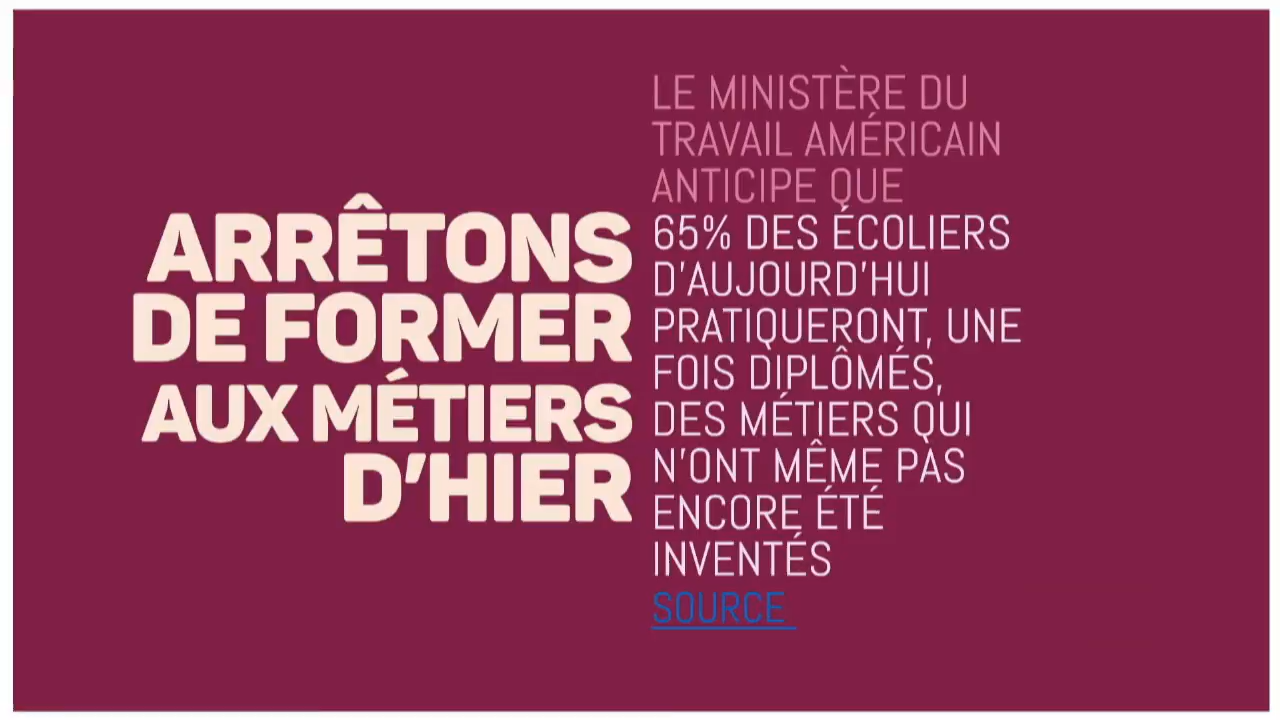 ARRÊTONS
DE FORMER
AUX MÉTIERS
D'HIER
LE MINISTÈRE DU
TRAVAIL AMÉRICAIN
ANTICIPE QUE
65% DES ÉCOLIERS
D'AUJOURD'HUI
PRATIQUERONT, UNE
FOIS DIPLÔMÉS,
DES MÉTIERS QUI
N'ONT MÊME PAS
ENCORE ÉTÉ
INVENTÉS
SOURCE